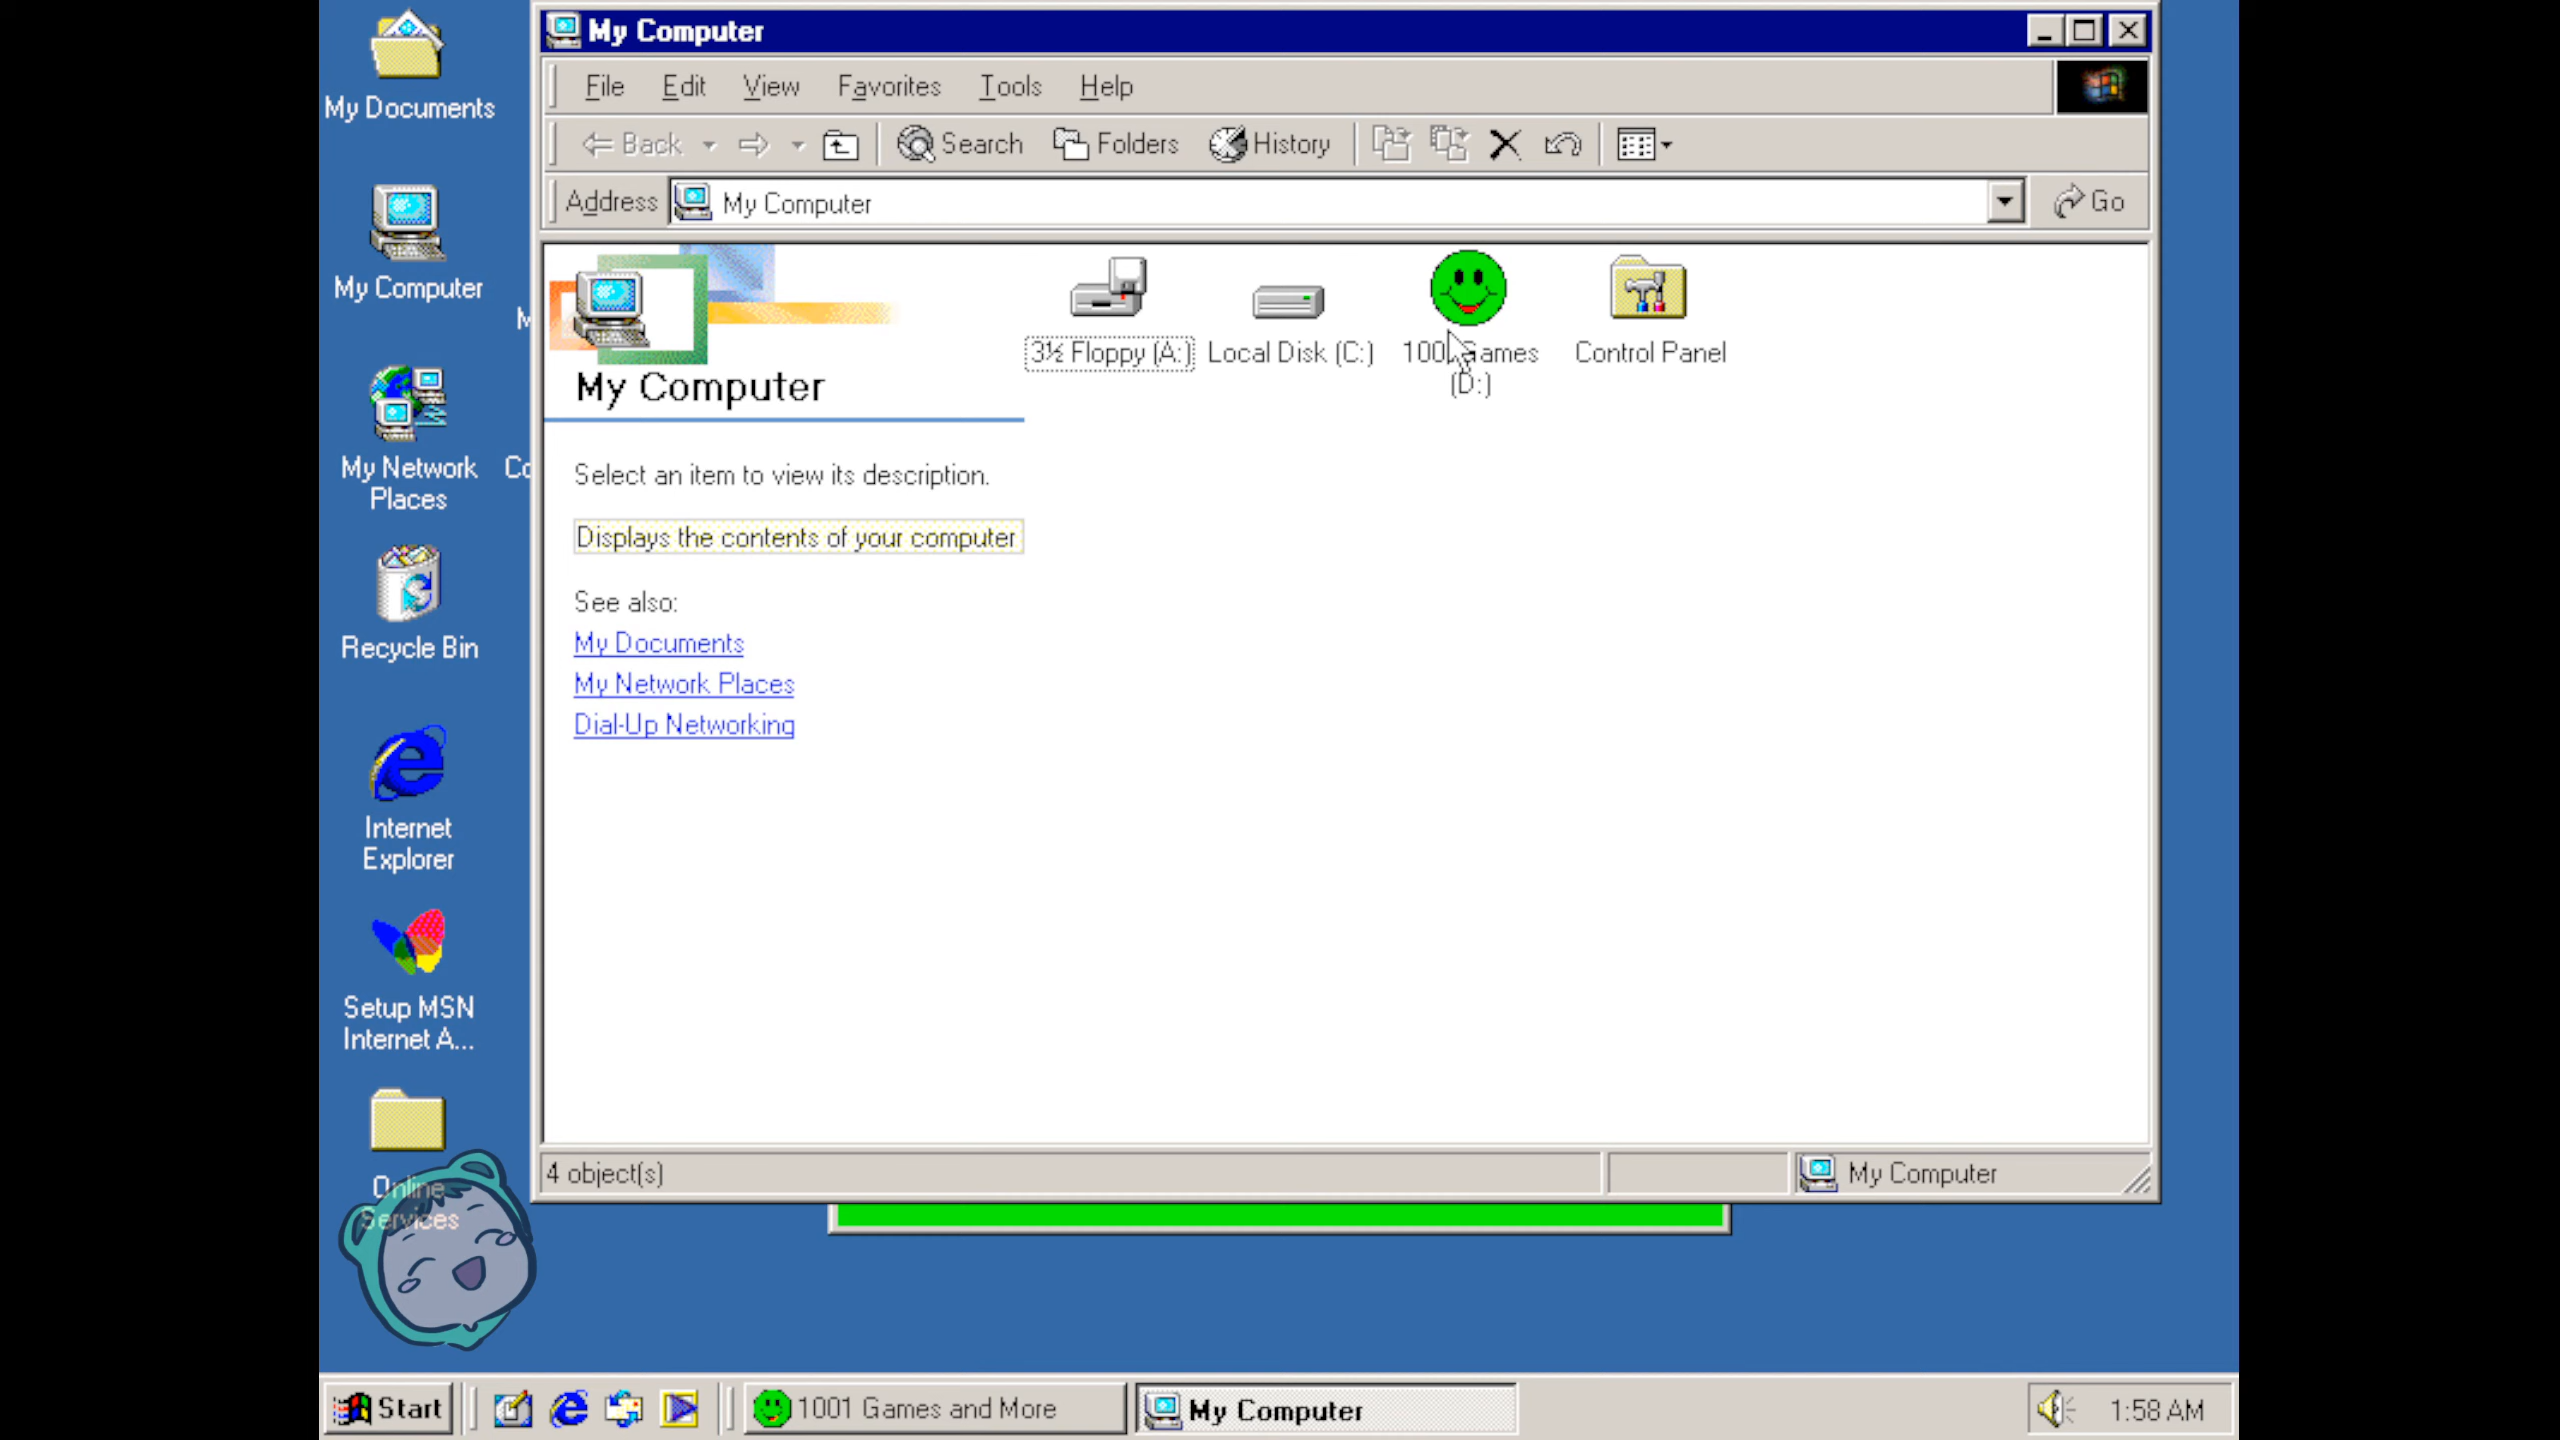 My Documents
My Computer
My Network
Places
Recycle Bin
Internet
Explorer
Setup MSN
Internet A...
Online
Services
My Computer
File Edit View Favorites Tools Help
Back Search Folders History
Address My Computer Go
3½ Floppy (A:) Local Disk (C:) Games Control Panel
(D:)
My Computer
Select an item to view its description.
Displays the contents of your computer
See also:
My Documents
My Network Places
Dial-Up Networking
4 object(s) My Computer
Start 1001 Games and More My Computer 1:58 AM